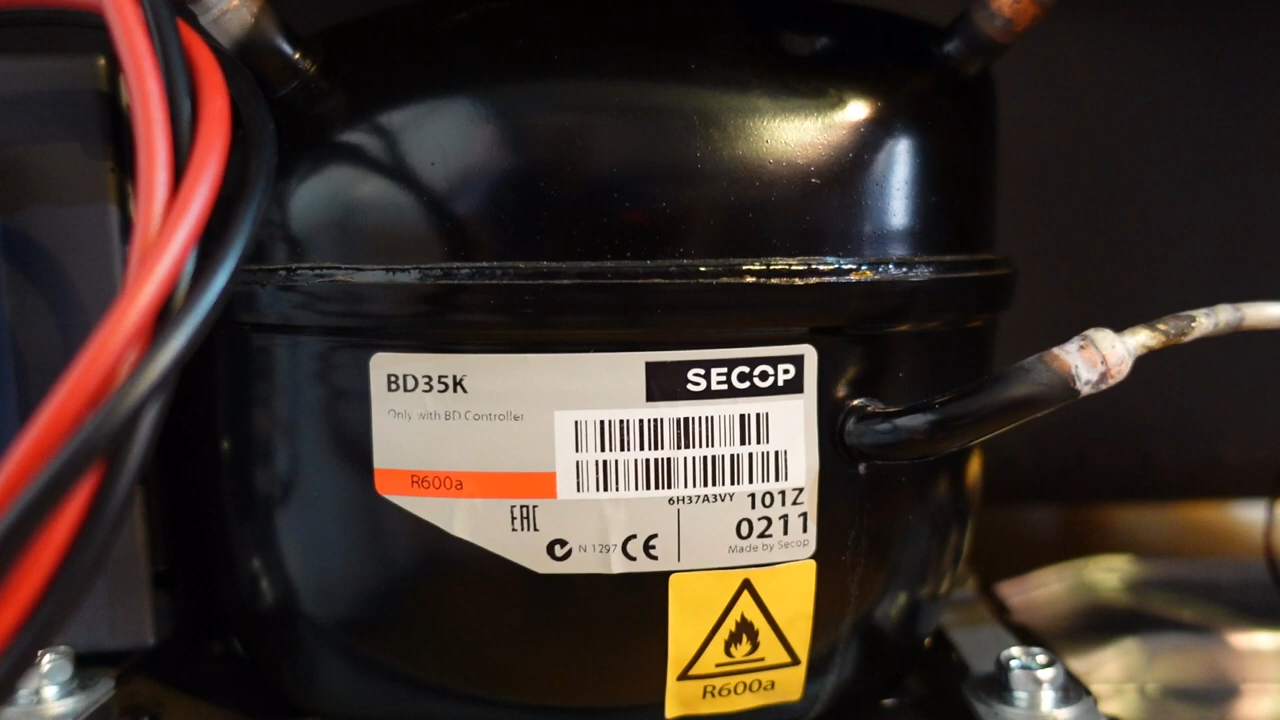 BD35K
SECOP
Only with BD Controller
R600a
6H37A3VY 101Z
0211
EAC
N 1297 CE
Made by Secop
R600a